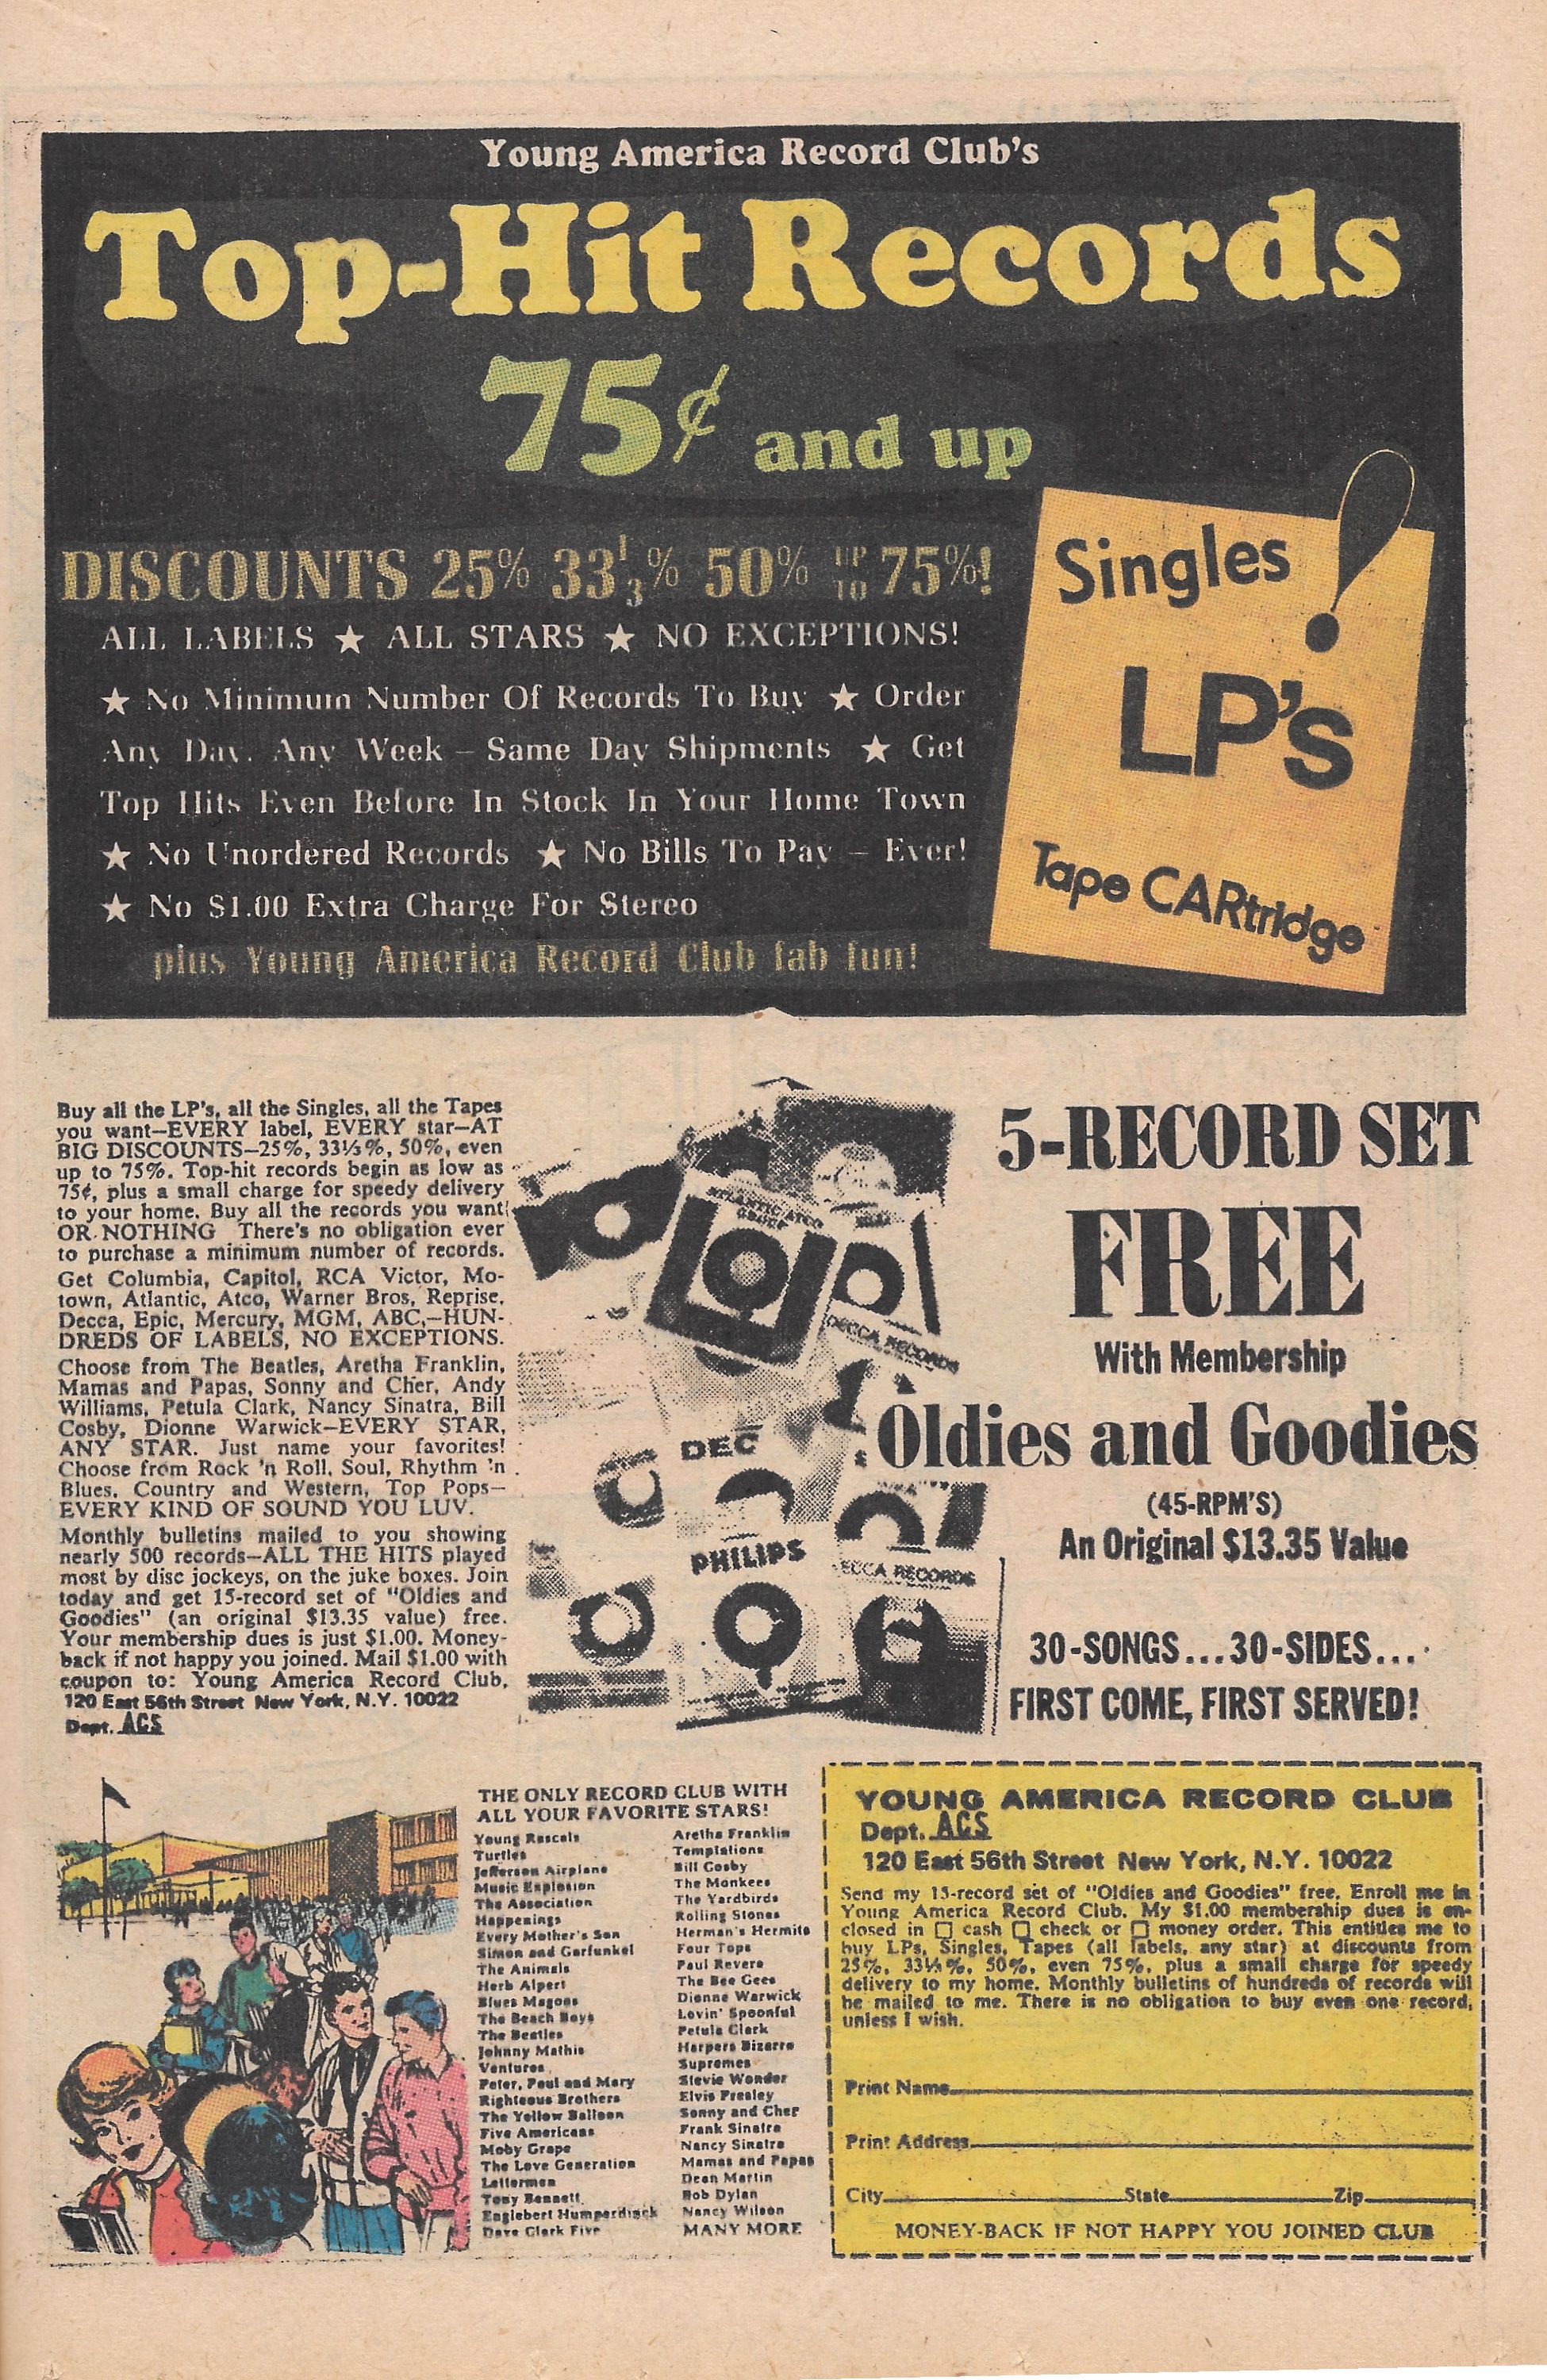 Young America Record Club's
Top-Hit Records
75¢ and up
DISCOUNTS 25% 33 1/3% 50% UP TO 75%!
ALL LABELS ★ ALL STARS ★ NO EXCEPTIONS!
★ No Minimum Number Of Records To Buy ★ Order
Any Day, Any Week – Same Day Shipments ★ Get
Top Hits Even Before In Stock In Your Home Town
★ No Unordered Records ★ No Bills To Pay – Ever!
★ No $1.00 Extra Charge For Stereo
plus Young America Record Club fab fun!
Singles!
LP's
Tape CARtridge
Buy all the LP's, all the Singles, all the Tapes
you want—EVERY label, EVERY star—AT
BIG DISCOUNTS—25%, 33⅓%, 50%, even
up to 75%. Top-hit records begin as low as
75¢, plus a small charge for speedy delivery
to your home. Buy all the records you want
OR NOTHING There's no obligation ever
to purchase a minimum number of records.
Get Columbia, Capitol, RCA Victor, Mo-
town, Atlantic, Atco, Warner Bros, Reprise,
Decca, Epic, Mercury, MGM, ABC,—HUN-
DREDS OF LABELS, NO EXCEPTIONS.
Choose from The Beatles, Aretha Franklin,
Mamas and Papas, Sonny and Cher, Andy
Williams, Petula Clark, Nancy Sinatra, Bill
Cosby, Dionne Warwick—EVERY STAR,
ANY STAR. Just name your favorites!
Choose from Rock 'n Roll, Soul, Rhythm 'n
Blues, Country and Western, Top Pops—
EVERY KIND OF SOUND YOU LUV.
Monthly bulletins mailed to you showing
nearly 500 records—ALL THE HITS played
most by disc jockeys, on the juke boxes. Join
today and get 15-record set of "Oldies and
Goodies" (an original $13.35 value) free.
Your membership dues is just $1.00. Money-
back if not happy you joined. Mail $1.00 with
coupon to: Young America Record Club,
120 East 56th Street New York, N.Y. 10022
Dept. ACS
ATLANTIC-ATCO
GROUP
DECCA RECORDS
DEC
PHILIPS
ECCA RECORDS
5-RECORD SET
FREE
With Membership
Oldies and Goodies
(45-RPM'S)
An Original $13.35 Value
30-SONGS...30-SIDES...
FIRST COME, FIRST SERVED!
THE ONLY RECORD CLUB WITH
ALL YOUR FAVORITE STARS!
Young Rascals
Turtles
Jefferson Airplane
Music Explosion
The Association
Happenings
Every Mother's Son
Simon and Garfunkel
The Animals
Herb Alpert
Blues Magoos
The Beach Boys
The Beatles
Johnny Mathis
Ventures
Peter, Paul and Mary
Righteous Brothers
The Yellow Balloon
Five Americans
Moby Grape
The Love Generation
Lettermen
Tony Bennett
Englebert Humperdinck
Dave Clark Five
Aretha Franklin
Temptations
Bill Cosby
The Monkees
The Yardbirds
Rolling Stones
Herman's Hermits
Four Tops
Paul Revere
The Bee Gees
Dionne Warwick
Lovin' Spoonful
Petula Clark
Harpers Bizarre
Supremes
Stevie Wonder
Elvis Presley
Sonny and Cher
Frank Sinatra
Nancy Sinatra
Mamas and Papas
Dean Martin
Bob Dylan
Nancy Wilson
MANY MORE
YOUNG AMERICA RECORD CLUB
Dept. ACS
120 East 56th Street New York, N.Y. 10022
Send my 15-record set of "Oldies and Goodies" free. Enroll me in
Young America Record Club. My $1.00 membership dues is en-
closed in □ cash □ check or □ money order. This entitles me to
buy LPs, Singles, Tapes (all labels, any star) at discounts from
25%, 33⅓%, 50%, even 75%, plus a small charge for speedy
delivery to my home. Monthly bulletins of hundreds of records will
be mailed to me. There is no obligation to buy even one record,
unless I wish.
Print Name
Print Address
City State Zip
MONEY-BACK IF NOT HAPPY YOU JOINED CLUB